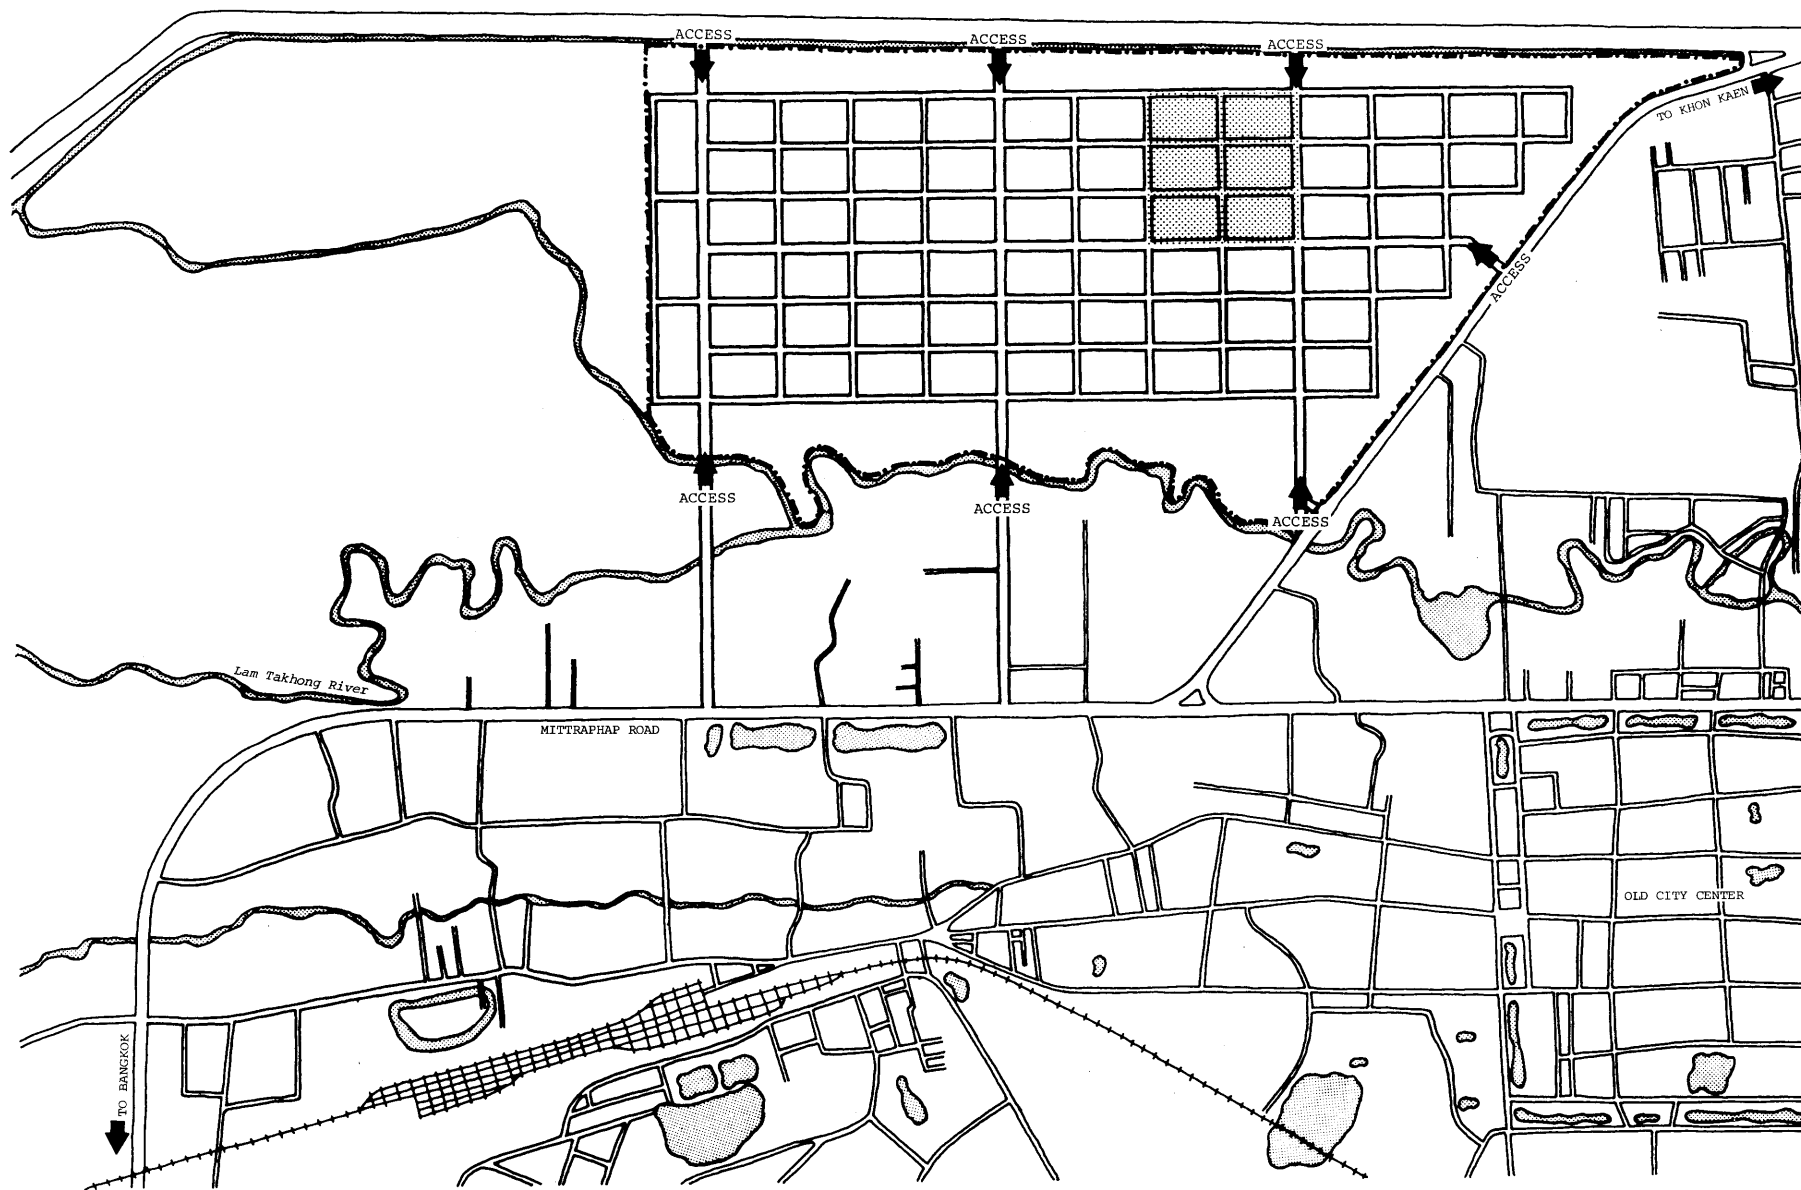 ACCESS
ACCESS
ACCESS
TO KHON KAEN
ACCESS
ACCESS
ACCESS
ACCESS
Lam Takhong River
MITTRAPHAP ROAD
OLD CITY CENTER
TO BANGKOK